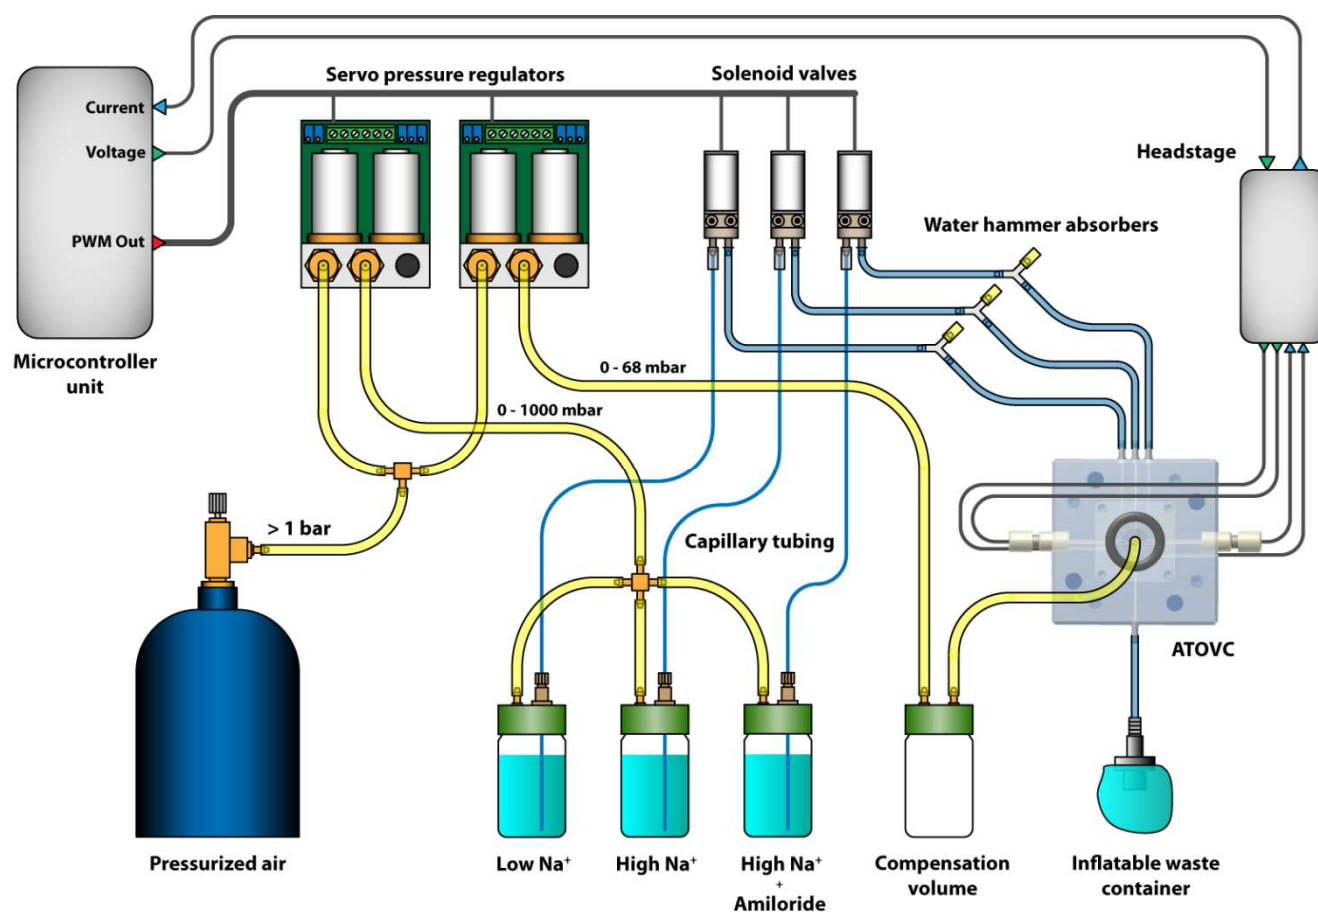 Servo pressure regulators
Solenoid valves
Current
Voltage
PWM Out
Headstage
Water hammer absorbers
Microcontroller
unit
0 - 68 mbar
0 - 1000 mbar
> 1 bar
Capillary tubing
ATOVC
Pressurized air
Low Na⁺
High Na⁺
High Na⁺
+
Amiloride
Compensation
volume
Inflatable waste
container